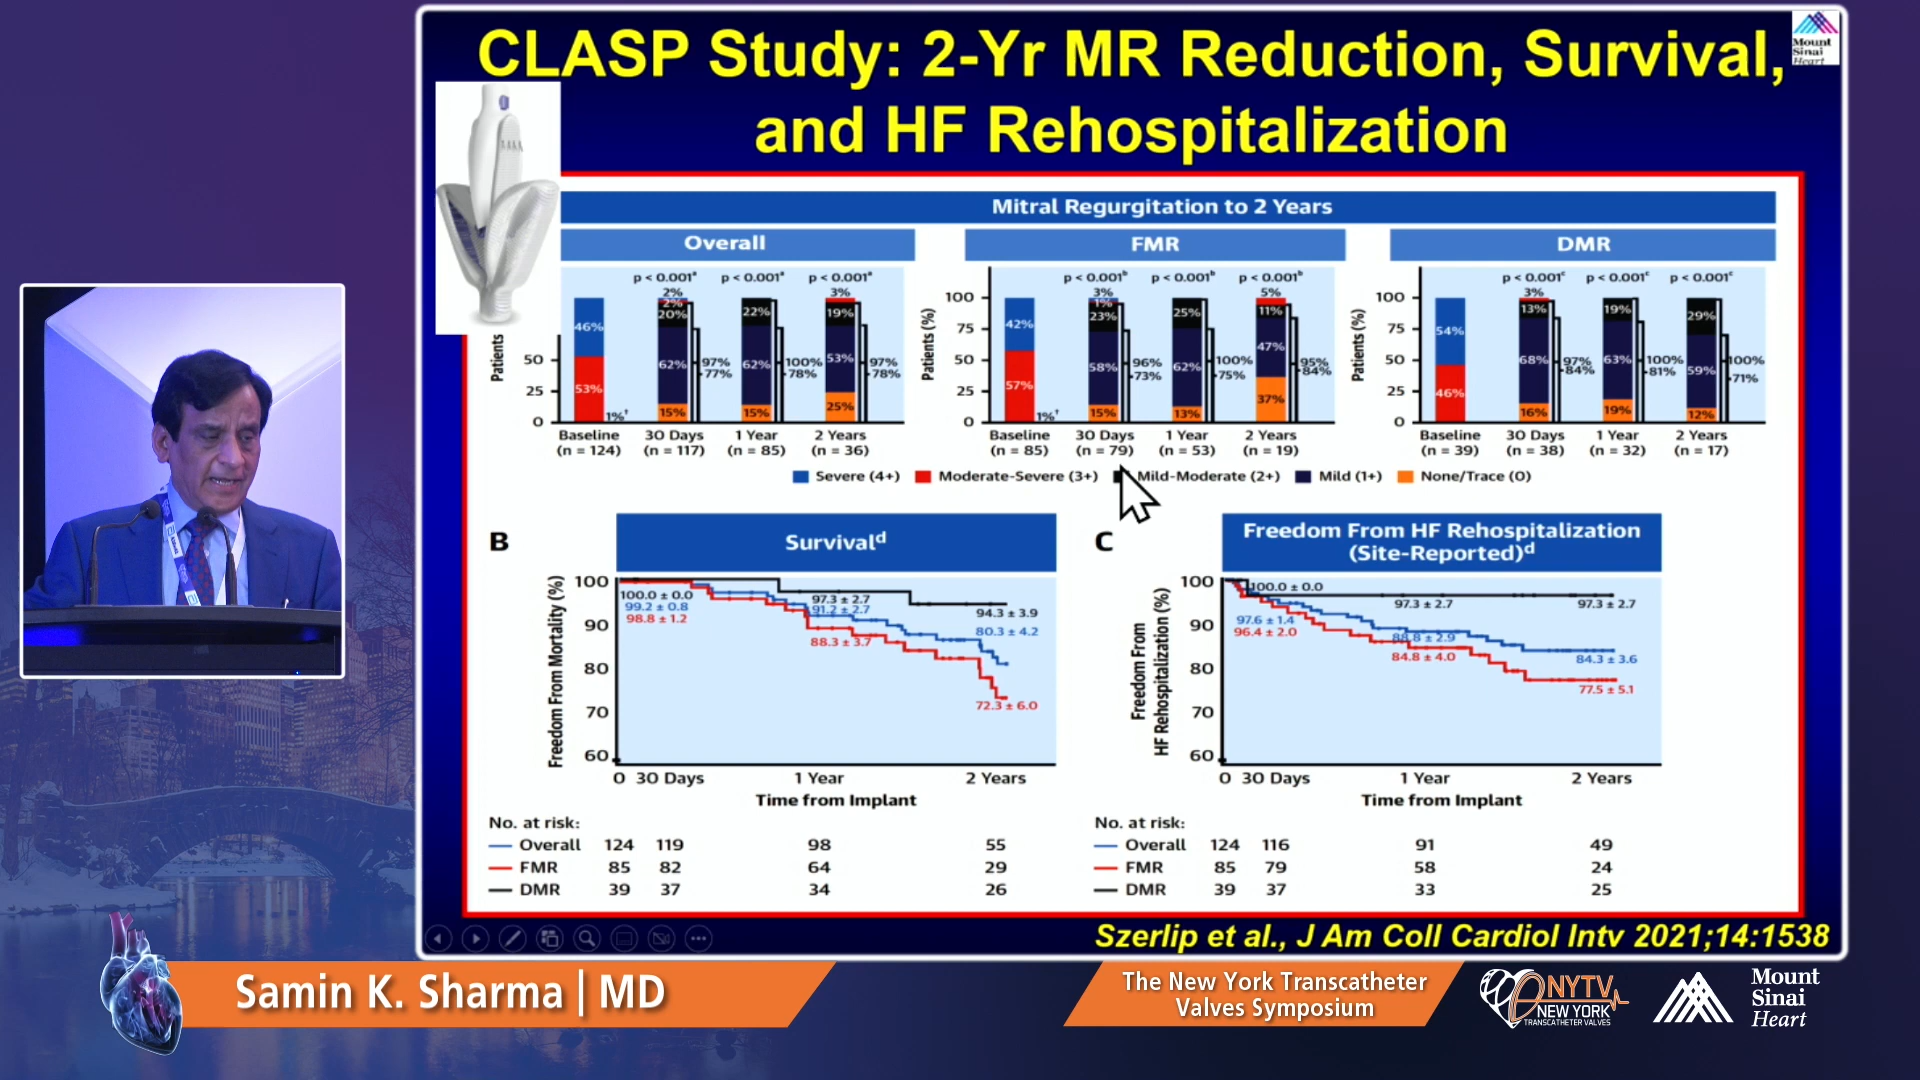 CLASP Study: 2-Yr MR Reduction, Survival,
and HF Rehospitalization
Mount
Sinai
Heart
Mitral Regurgitation to 2 Years
Overall
FMR
DMR
p < 0.001ᵃ p < 0.001ᵃ p < 0.001ᵃ
2% 3%
2%
20% 22% 19%
46%
62% 62% 53%
53%
15% 15% 25%
1%†
97% 100% 97%
77% 78% 78%
Patients
50
25
0
Baseline 30 Days 1 Year 2 Years
(n = 124) (n = 117) (n = 85) (n = 36)
p < 0.001ᵇ p < 0.001ᵇ p < 0.001ᵇ
3% 5%
1%
23% 25% 11%
42%
58% 62% 47%
57%
15% 13% 37%
1%†
96% 100% 95%
73% 75% 84%
Patients (%)
100
75
50
25
0
Baseline 30 Days 1 Year 2 Years
(n = 85) (n = 79) (n = 53) (n = 19)
p < 0.001ᶜ p < 0.001ᶜ p < 0.001ᶜ
3%
13% 19% 29%
54%
68% 63% 59%
46%
16% 19% 12%
97% 100% 100%
84% 81% 71%
Patients (%)
100
75
50
25
0
Baseline 30 Days 1 Year 2 Years
(n = 39) (n = 38) (n = 32) (n = 17)
Severe (4+) Moderate-Severe (3+) Mild-Moderate (2+) Mild (1+) None/Trace (0)
B
Survivalᵈ
Freedom From Mortality (%)
100
90
80
70
60
100.0 ± 0.0 97.3 ± 2.7 94.3 ± 3.9
99.2 ± 0.8 91.2 ± 2.7 80.3 ± 4.2
98.8 ± 1.2 88.3 ± 3.7 72.3 ± 6.0
0 30 Days 1 Year 2 Years
Time from Implant
No. at risk:
Overall 124 119 98 55
FMR 85 82 64 29
DMR 39 37 34 26
C
Freedom From HF Rehospitalization
(Site-Reported)ᵈ
Freedom From
HF Rehospitalization (%)
100
90
80
70
60
100.0 ± 0.0 97.3 ± 2.7 97.3 ± 2.7
97.6 ± 1.4 88.8 ± 2.9 84.3 ± 3.6
96.4 ± 2.0 84.8 ± 4.0 77.5 ± 5.1
0 30 Days 1 Year 2 Years
Time from Implant
No. at risk:
Overall 124 116 91 49
FMR 85 79 58 24
DMR 39 37 33 25
Szerlip et al., J Am Coll Cardiol Intv 2021;14:1538
Samin K. Sharma | MD
The New York Transcatheter
Valves Symposium
NYTV
NEW YORK
TRANSCATHETER VALVES
Mount
Sinai
Heart